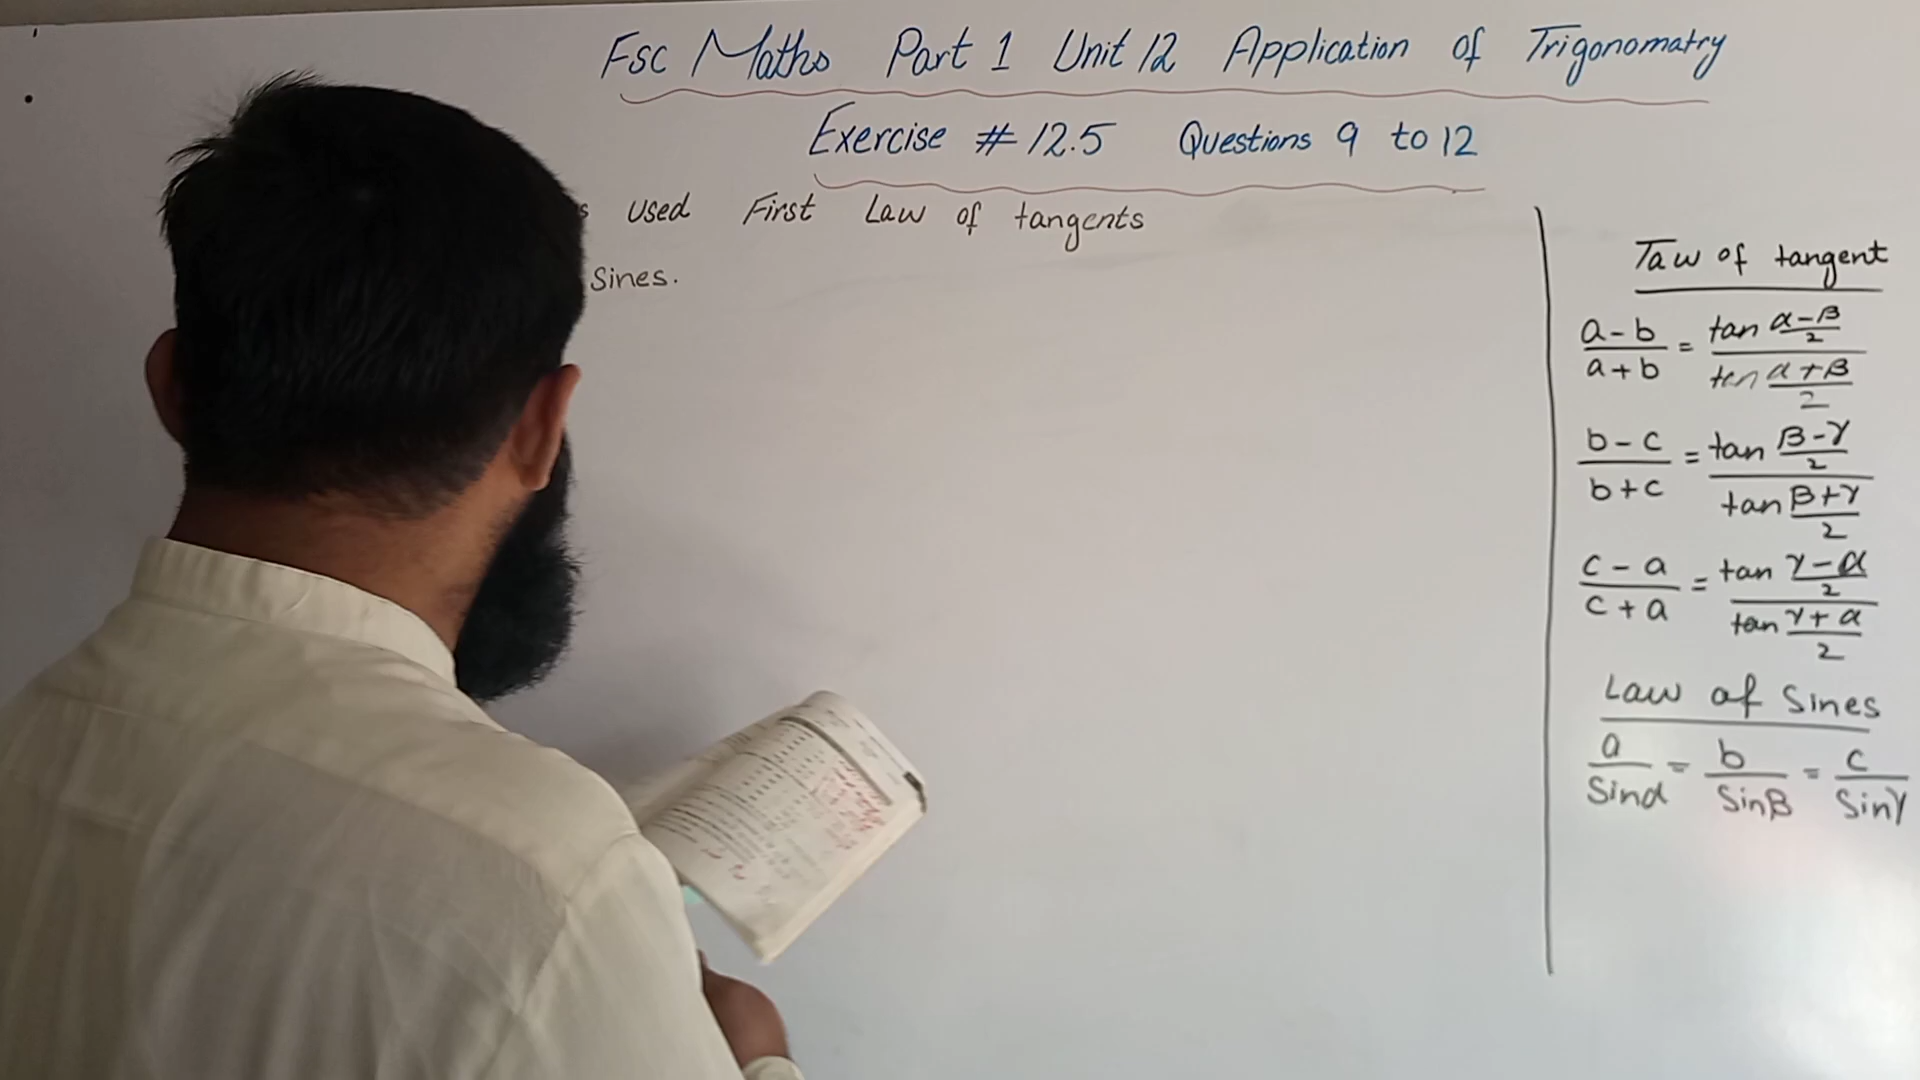 Fsc Maths Part 1 Unit 12 Application of Trigonomatry
Exercise # 12.5 Questions 9 to 12
used First Law of tangents
Sines.
Taw of tangent
a - b / a + b = tan α-β/2 / tan α+β/2
b - c / b + c = tan β-γ/2 / tan β+γ/2
c - a / c + a = tan γ-α/2 / tan γ+α/2
Law of Sines
a / Sinα = b / Sinβ = c / Sinγ